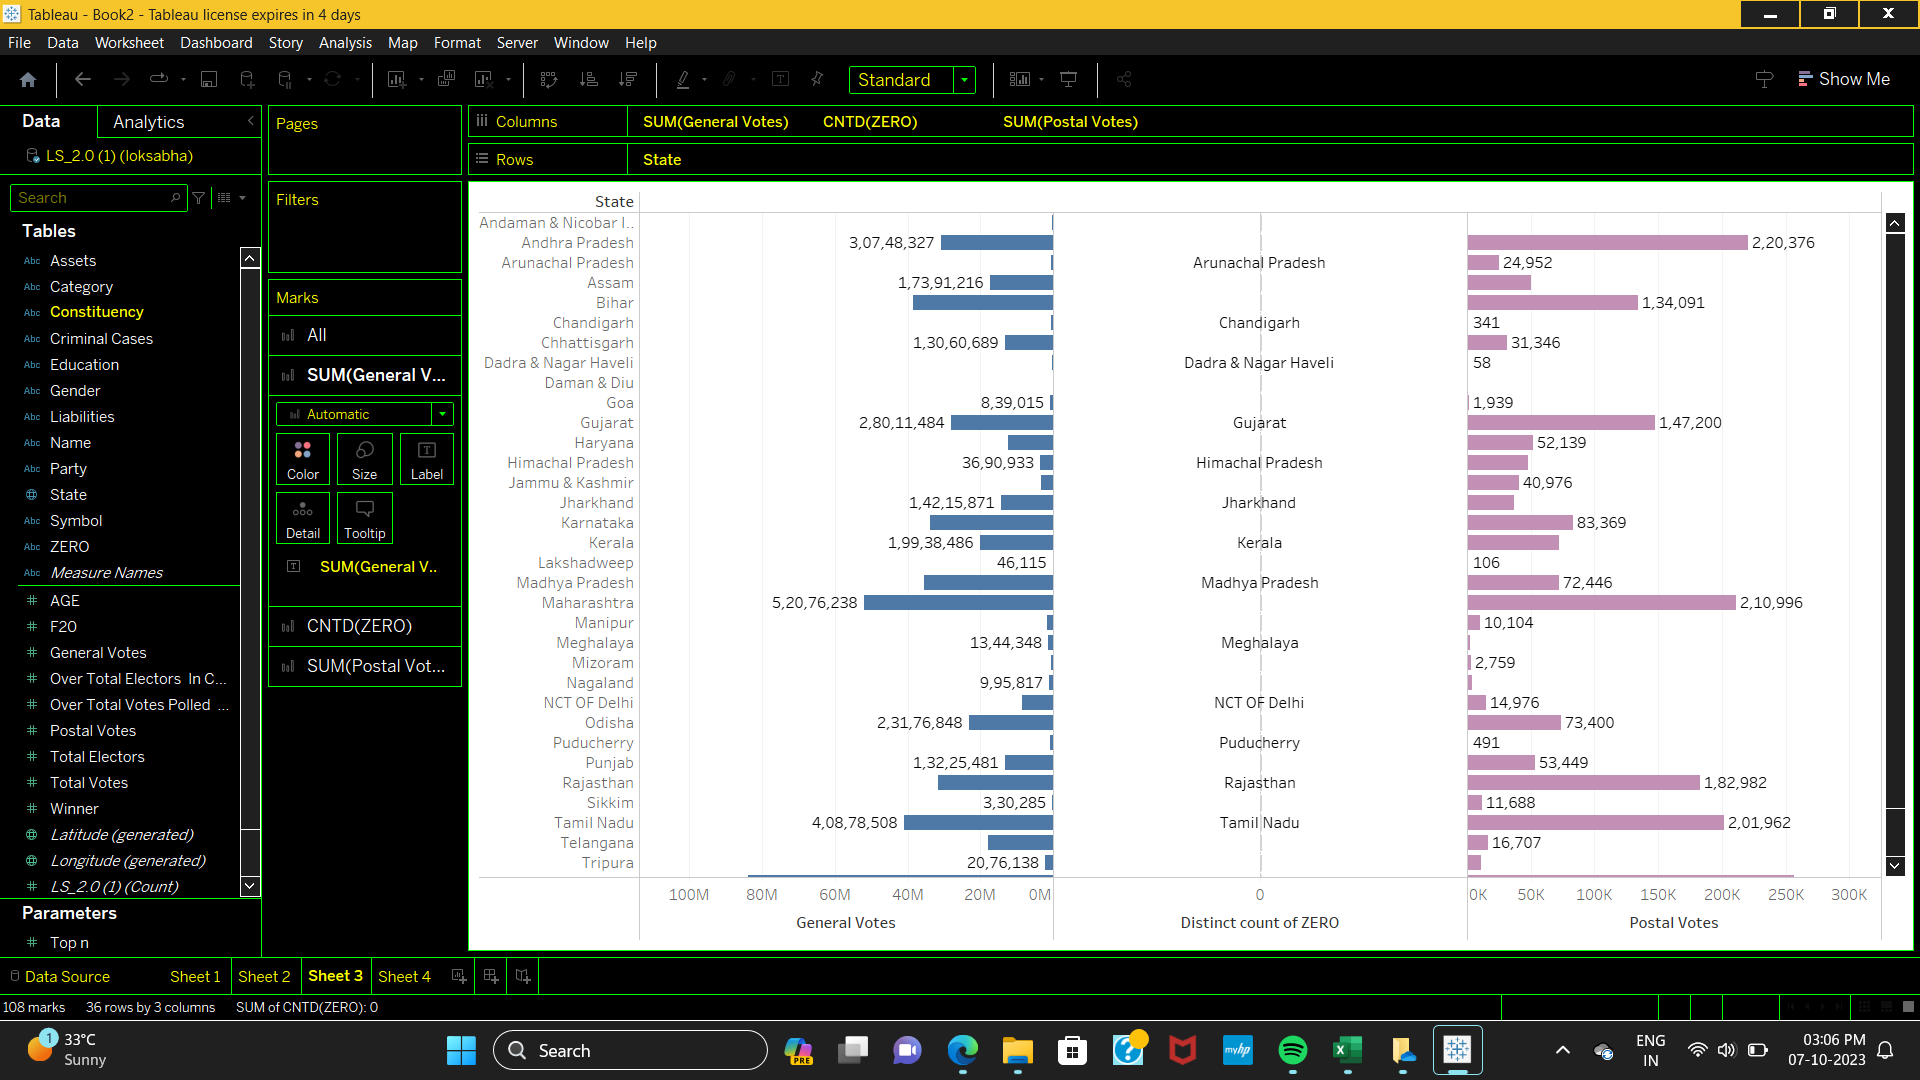 Tableau - Book2 - Tableau license expires in 4 days
File Data Worksheet Dashboard Story Analysis Map Format Server Window Help
Standard
Show Me
Data
Analytics
LS_2.0 (1) (loksabha)
Search
Tables
Abc Assets
Abc Category
Abc Constituency
Abc Criminal Cases
Abc Education
Abc Gender
Abc Liabilities
Abc Name
Abc Party
State
Abc Symbol
Abc ZERO
Abc Measure Names
# AGE
# F20
# General Votes
# Over Total Electors In C...
# Over Total Votes Polled ...
# Postal Votes
# Total Electors
# Total Votes
# Winner
Latitude (generated)
Longitude (generated)
# LS_2.0 (1) (Count)
Parameters
# Top n
Pages
Filters
Marks
All
SUM(General V...
Automatic
Color
Size
Label
Detail
Tooltip
SUM(General V..
CNTD(ZERO)
SUM(Postal Vot...
Columns SUM(General Votes) CNTD(ZERO) SUM(Postal Votes)
Rows State
State
Andaman & Nicobar I..
Andhra Pradesh 3,07,48,327 2,20,376
Arunachal Pradesh Arunachal Pradesh 24,952
Assam 1,73,91,216
Bihar 1,34,091
Chandigarh Chandigarh 341
Chhattisgarh 1,30,60,689 31,346
Dadra & Nagar Haveli Dadra & Nagar Haveli 58
Daman & Diu
Goa 8,39,015 1,939
Gujarat 2,80,11,484 Gujarat 1,47,200
Haryana 52,139
Himachal Pradesh 36,90,933 Himachal Pradesh
Jammu & Kashmir 40,976
Jharkhand 1,42,15,871 Jharkhand
Karnataka 83,369
Kerala 1,99,38,486 Kerala
Lakshadweep 46,115 106
Madhya Pradesh Madhya Pradesh 72,446
Maharashtra 5,20,76,238 2,10,996
Manipur 10,104
Meghalaya 13,44,348 Meghalaya
Mizoram 2,759
Nagaland 9,95,817
NCT OF Delhi NCT OF Delhi 14,976
Odisha 2,31,76,848 73,400
Puducherry Puducherry 491
Punjab 1,32,25,481 53,449
Rajasthan Rajasthan 1,82,982
Sikkim 3,30,285 11,688
Tamil Nadu 4,08,78,508 Tamil Nadu 2,01,962
Telangana 16,707
Tripura 20,76,138
100M 80M 60M 40M 20M 0M 0 0K 50K 100K 150K 200K 250K 300K
General Votes Distinct count of ZERO Postal Votes
Data Source Sheet 1 Sheet 2 Sheet 3 Sheet 4
108 marks 36 rows by 3 columns SUM of CNTD(ZERO): 0
1
33°C
Sunny
Search
PRE
myhp
ENG
IN
03:06 PM
07-10-2023